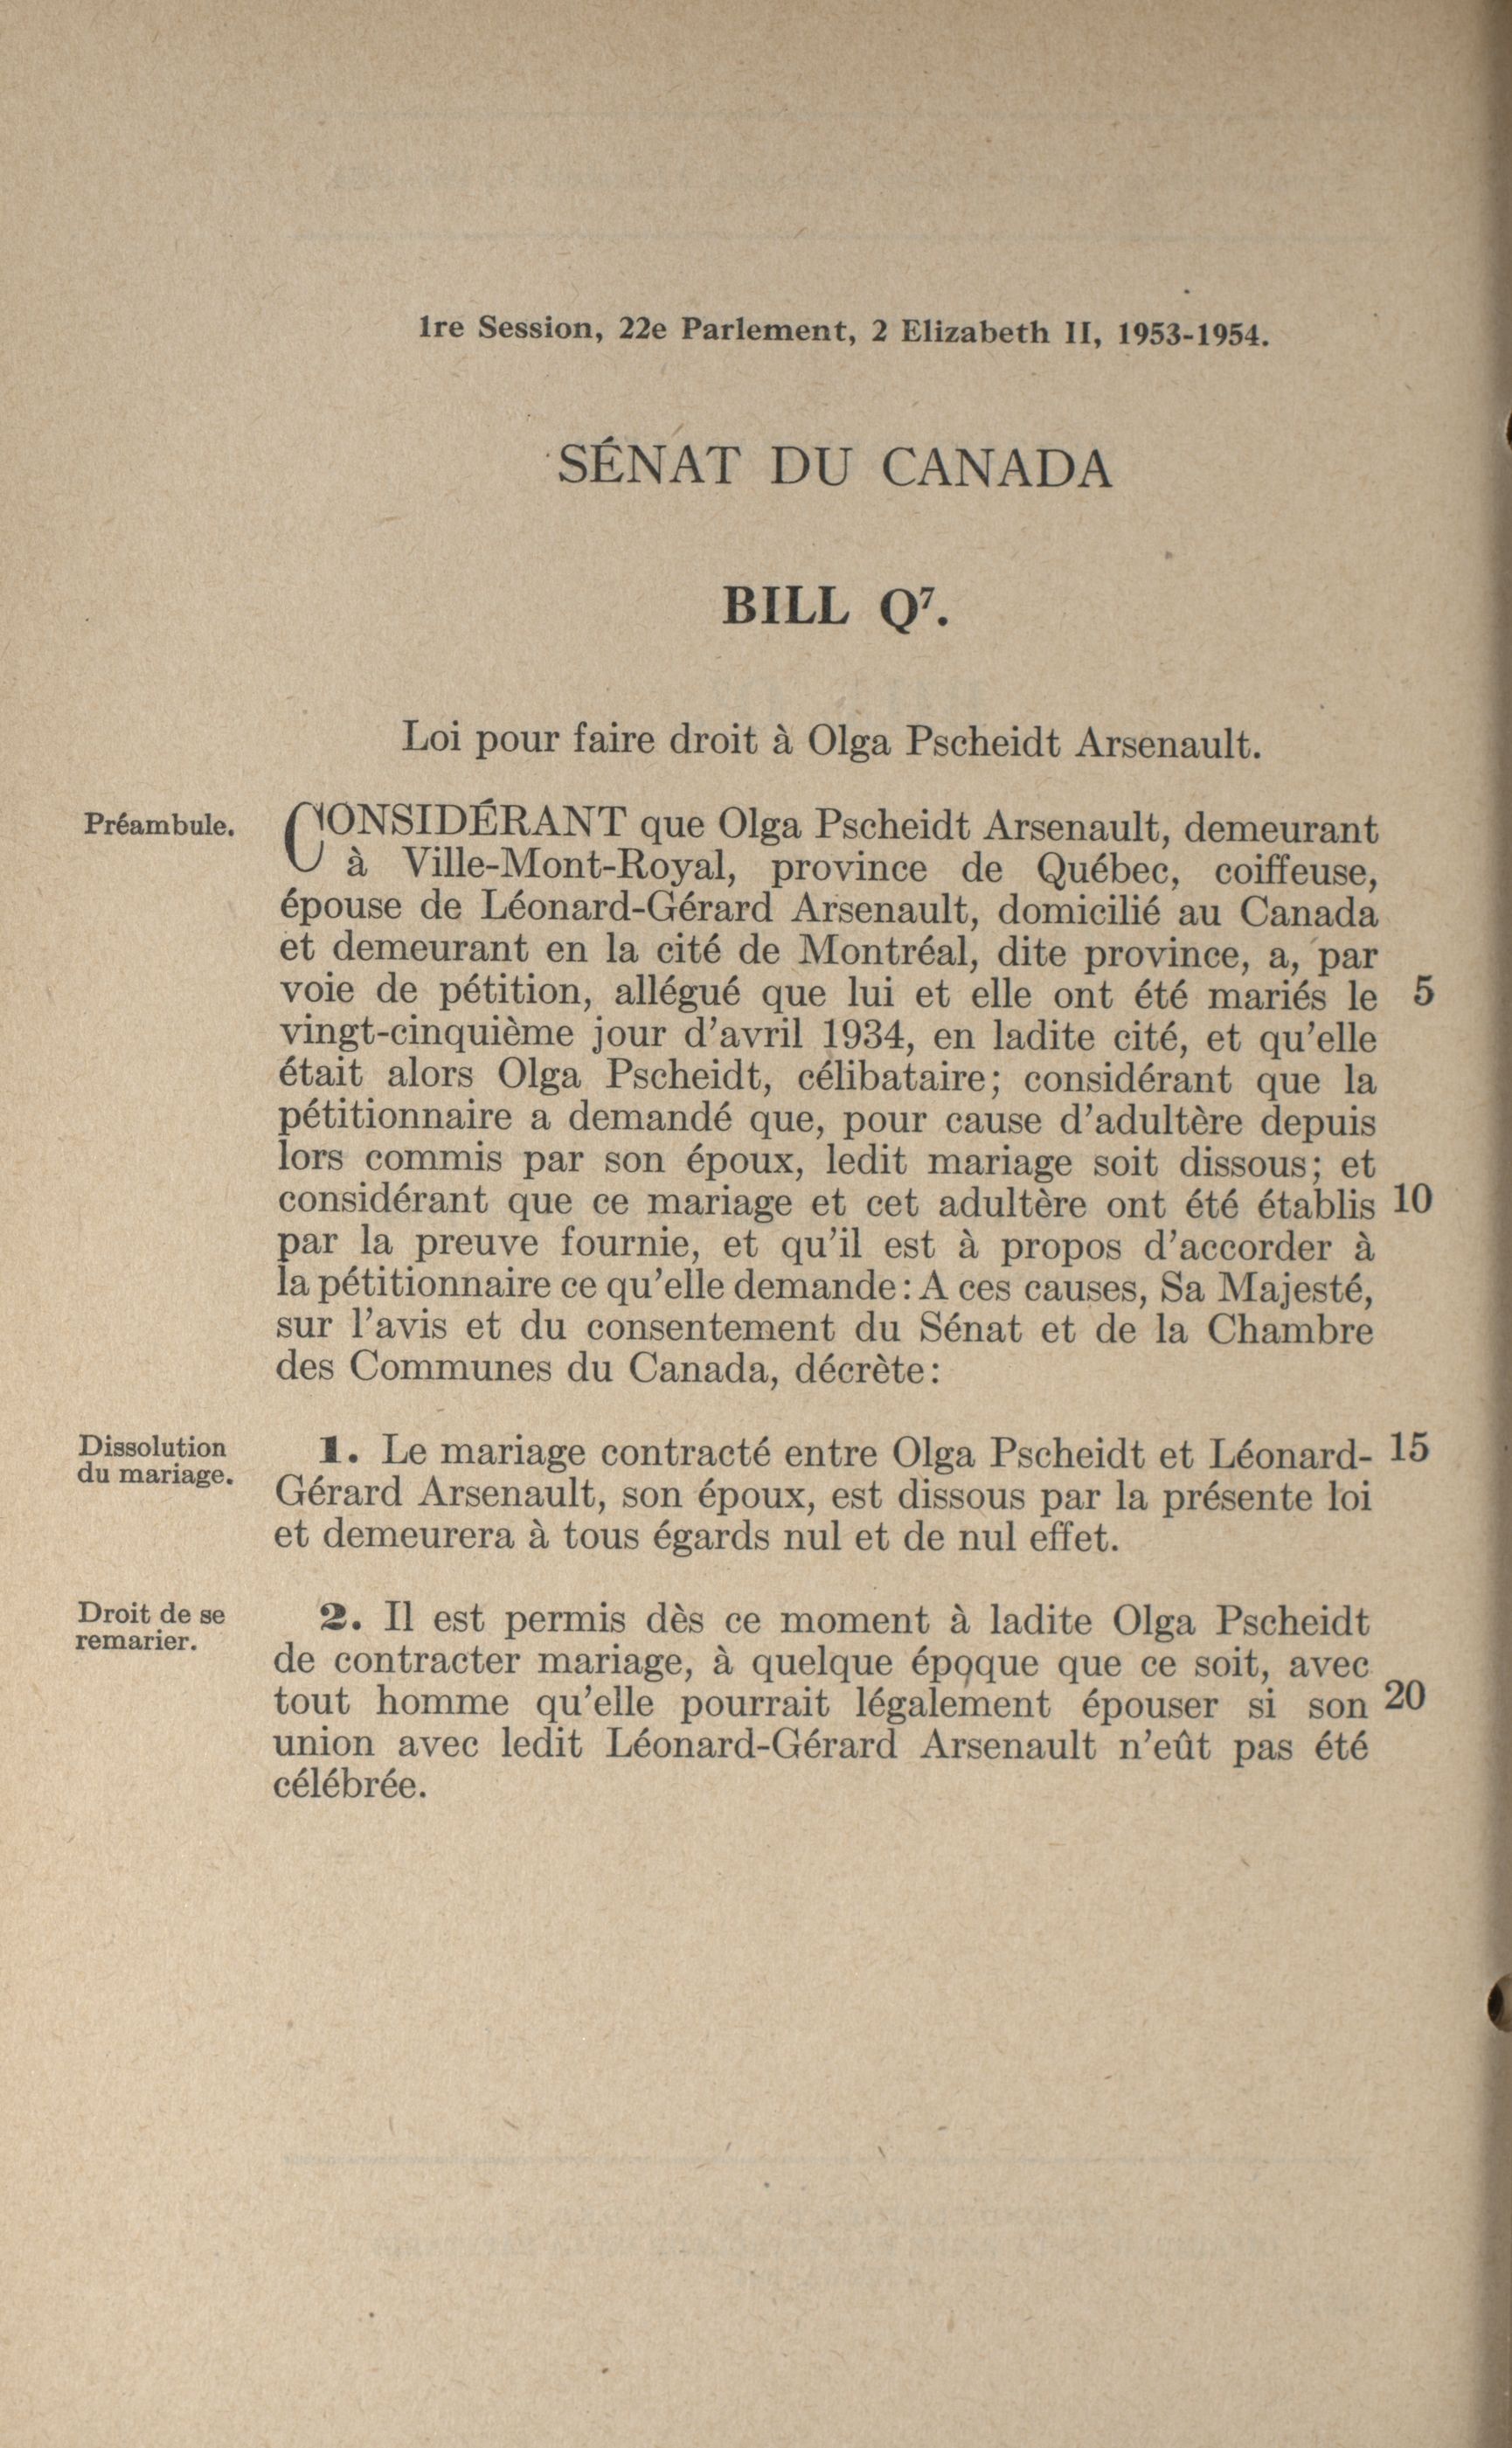 1re Session, 22e Parlement, 2 Elizabeth II, 1953-1954.
SÉNAT DU CANADA
BILL Q⁷.
Loi pour faire droit à Olga Pscheidt Arsenault.
Préambule.
CONSIDÉRANT que Olga Pscheidt Arsenault, demeurant
à Ville-Mont-Royal, province de Québec, coiffeuse,
épouse de Léonard-Gérard Arsenault, domicilié au Canada
et demeurant en la cité de Montréal, dite province, a, par
voie de pétition, allégué que lui et elle ont été mariés le 5
vingt-cinquième jour d'avril 1934, en ladite cité, et qu'elle
était alors Olga Pscheidt, célibataire; considérant que la
pétitionnaire a demandé que, pour cause d'adultère depuis
lors commis par son époux, ledit mariage soit dissous; et
considérant que ce mariage et cet adultère ont été établis 10
par la preuve fournie, et qu'il est à propos d'accorder à
la pétitionnaire ce qu'elle demande: A ces causes, Sa Majesté,
sur l'avis et du consentement du Sénat et de la Chambre
des Communes du Canada, décrète:
Dissolution
du mariage.
1. Le mariage contracté entre Olga Pscheidt et Léonard- 15
Gérard Arsenault, son époux, est dissous par la présente loi
et demeurera à tous égards nul et de nul effet.
Droit de se
remarier.
2. Il est permis dès ce moment à ladite Olga Pscheidt
de contracter mariage, à quelque époque que ce soit, avec
tout homme qu'elle pourrait légalement épouser si son 20
union avec ledit Léonard-Gérard Arsenault n'eût pas été
célébrée.